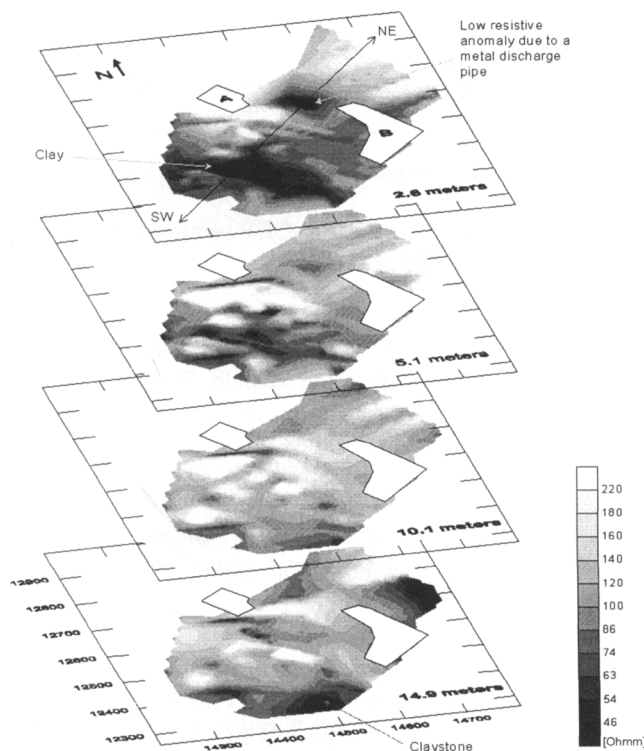 Low resistive
anomaly due to a
metal discharge
pipe
NE
N
A
B
Clay
2.6 meters
SW
5.1 meters
10.1 meters
12900
12800
12700
12600
12500
12400
12300
14300
14400
14500
14600
14700
14.9 meters
Claystone
220
180
160
140
120
100
86
74
63
54
46
[Ohmm]